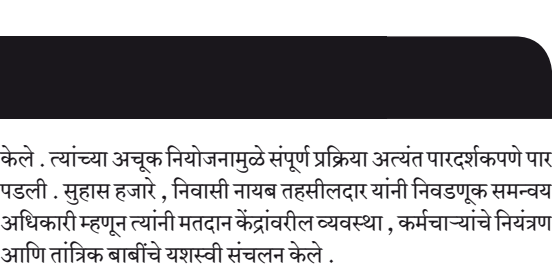 केले . त्यांच्या अचूक नियोजनामुळे संपूर्ण प्रक्रिया अत्यंत पारदर्शकपणे पार
पडली . सुहास हजारे , निवासी नायब तहसीलदार यांनी निवडणूक समन्वय
अधिकारी म्हणून त्यांनी मतदान केंद्रांवरील व्यवस्था , कर्मचाऱ्यांचे नियंत्रण
आणि तांत्रिक बाबींचे यशस्वी संचलन केले .